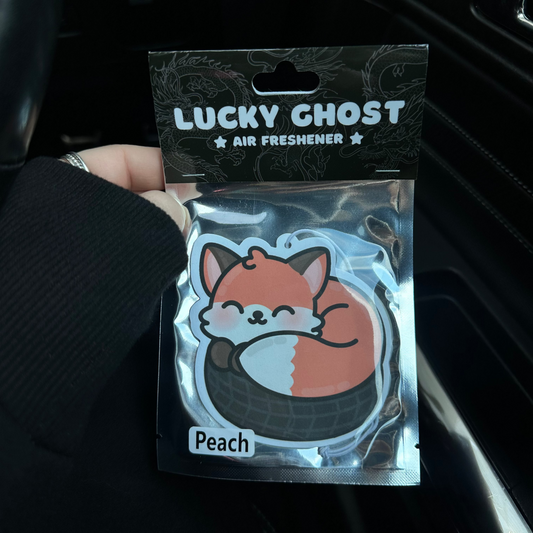 LUCKY GHOST
★ AIR FRESHENER ★
Peach